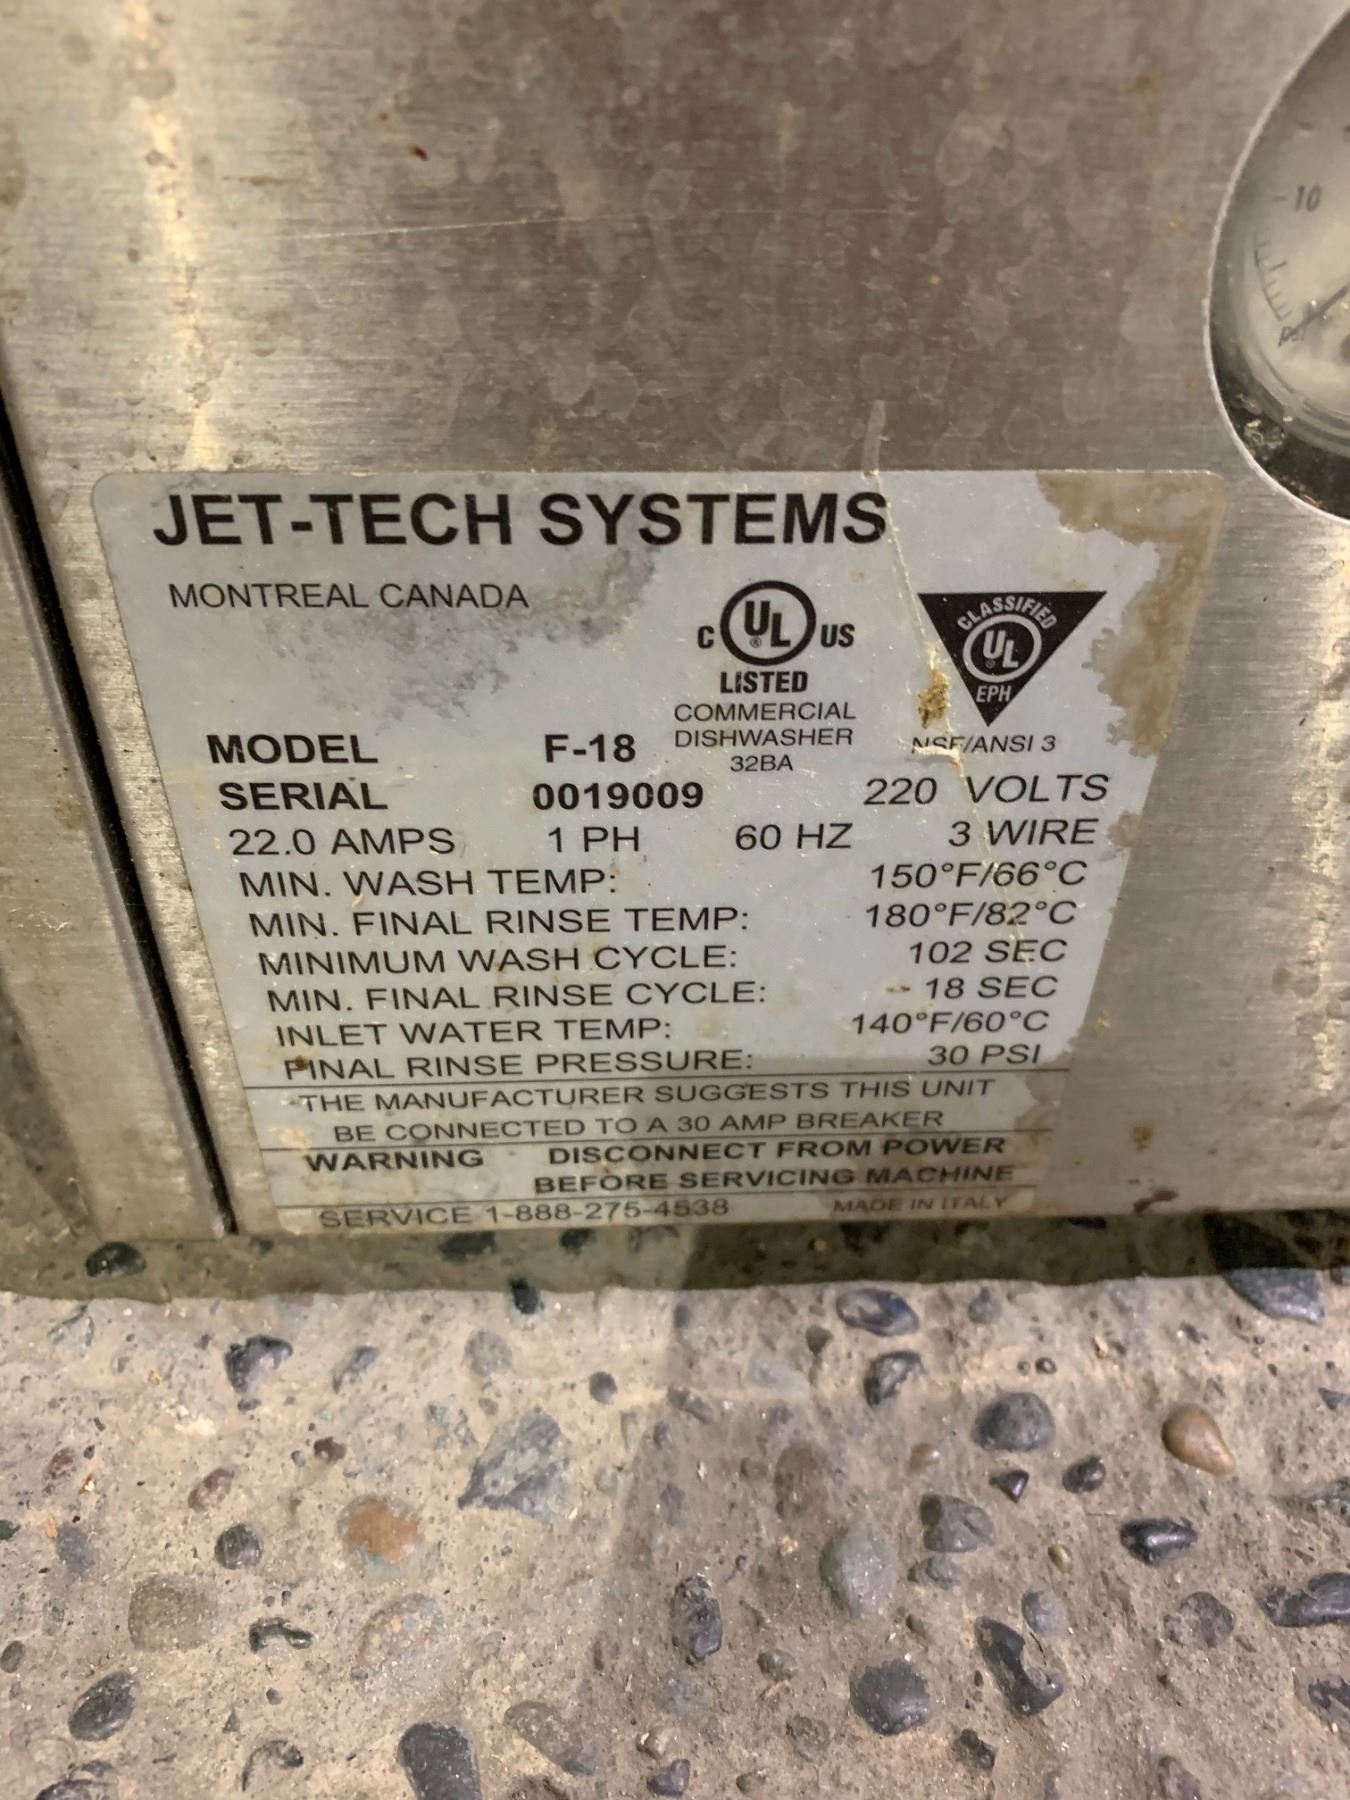 10
JET-TECH SYSTEMS
MONTREAL CANADA
C UL ® US
LISTED
COMMERCIAL
DISHWASHER
32BA
CLASSIFIED
UL ®
EPH
NSF/ANSI 3
MODEL F-18
SERIAL 0019009 220 VOLTS
22.0 AMPS 1 PH 60 HZ 3 WIRE
MIN. WASH TEMP: 150°F/66°C
MIN. FINAL RINSE TEMP: 180°F/82°C
MINIMUM WASH CYCLE: 102 SEC
MIN. FINAL RINSE CYCLE: 18 SEC
INLET WATER TEMP: 140°F/60°C
FINAL RINSE PRESSURE: 30 PSI
THE MANUFACTURER SUGGESTS THIS UNIT
BE CONNECTED TO A 30 AMP BREAKER
WARNING DISCONNECT FROM POWER
BEFORE SERVICING MACHINE
SERVICE 1-888-275-4538 MADE IN ITALY